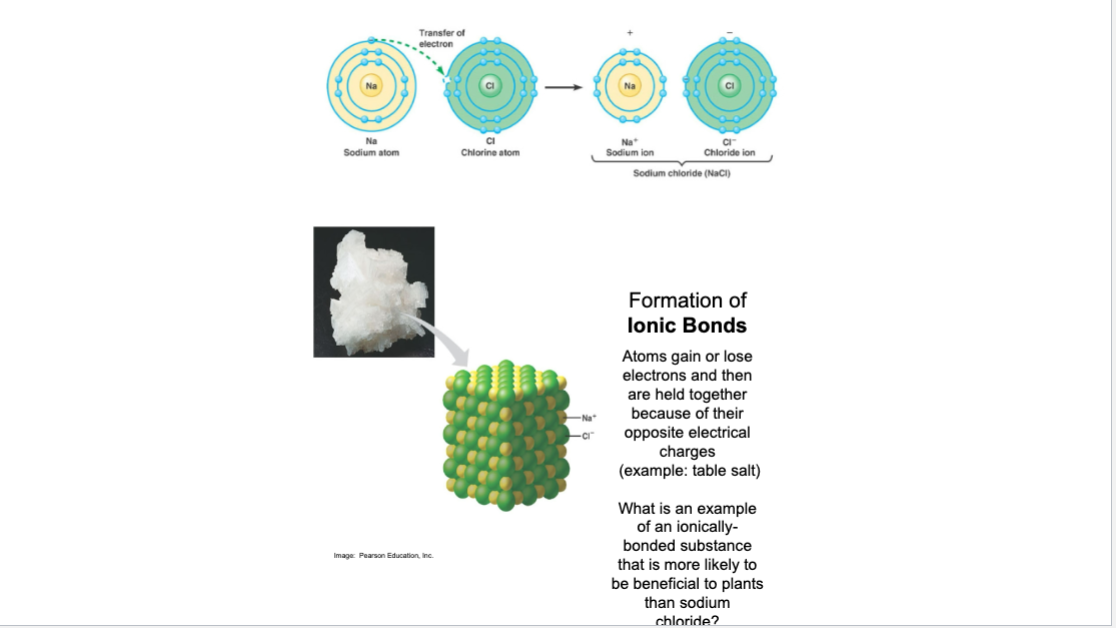 Transfer of
electron
+
−
Na
Cl
Na
Cl
Na
Sodium atom
Cl
Chlorine atom
Na⁺
Sodium ion
Cl⁻
Chloride ion
Sodium chloride (NaCl)
Formation of
Ionic Bonds
Atoms gain or lose
electrons and then
are held together
because of their
opposite electrical
charges
(example: table salt)
Na⁺
Cl⁻
What is an example
of an ionically-
bonded substance
that is more likely to
be beneficial to plants
than sodium
chloride?
Image: Pearson Education, Inc.